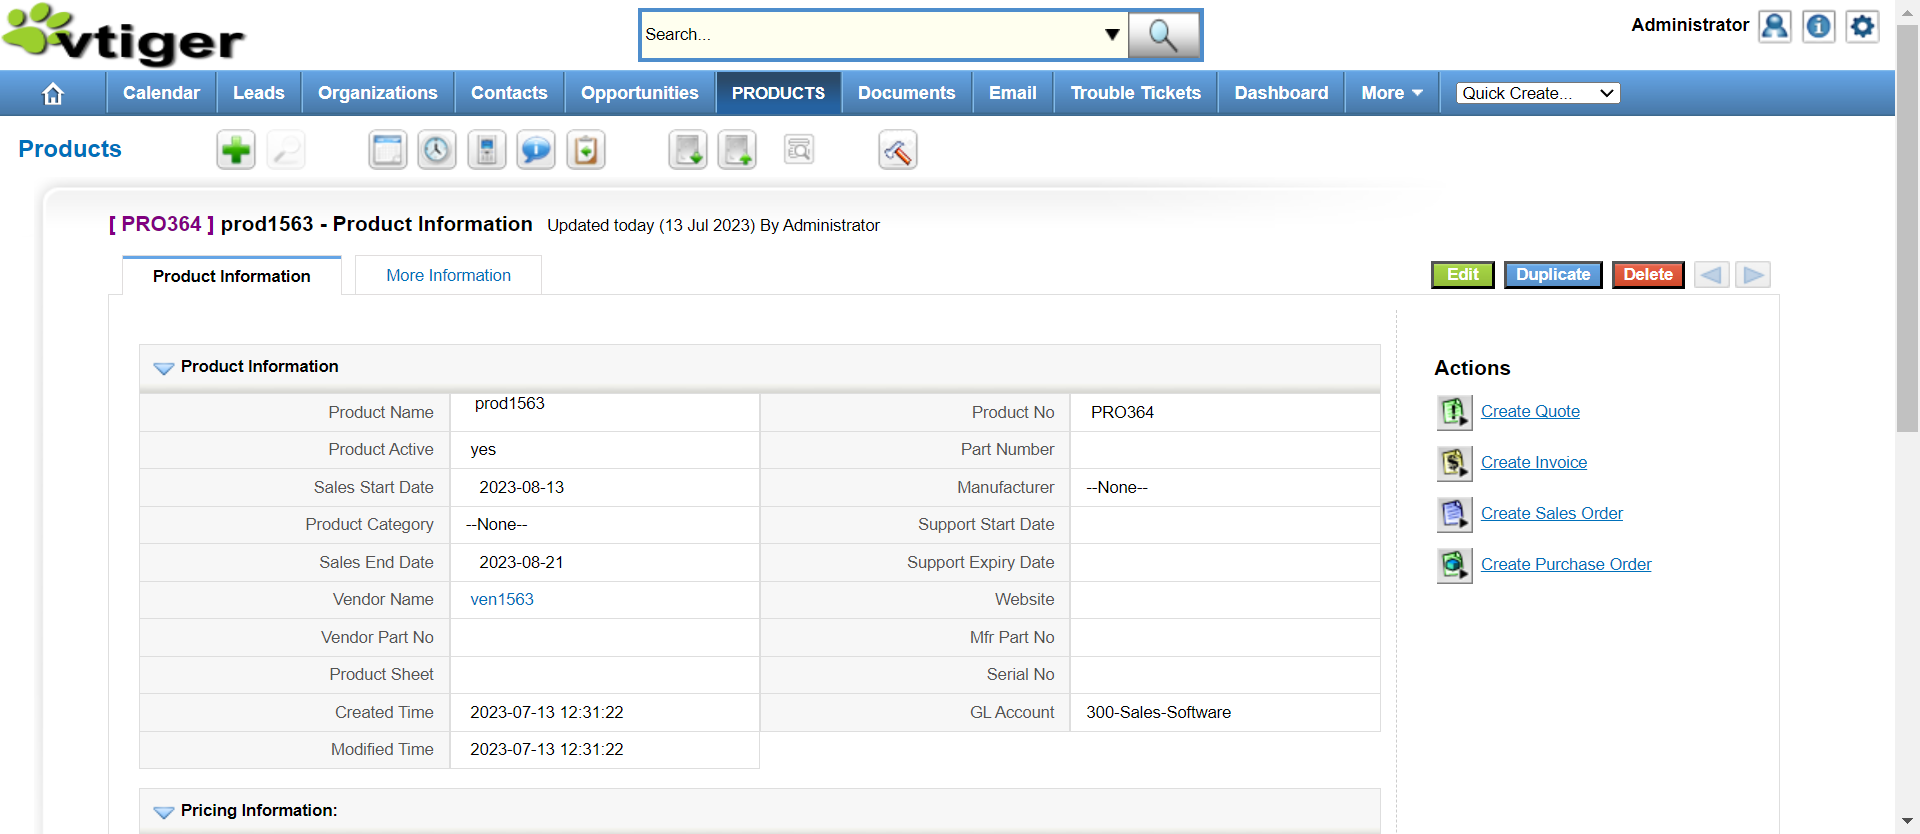 vtiger
Search...
Administrator
Calendar Leads Organizations Contacts Opportunities PRODUCTS Documents Email Trouble Tickets Dashboard More Quick Create...
Products
[ PRO364 ] prod1563 - Product Information Updated today (13 Jul 2023) By Administrator
Product Information More Information Edit Duplicate Delete
Product Information
Product Name prod1563 Product No PRO364
Product Active yes Part Number
Sales Start Date 2023-08-13 Manufacturer --None--
Product Category --None-- Support Start Date
Sales End Date 2023-08-21 Support Expiry Date
Vendor Name ven1563 Website
Vendor Part No Mfr Part No
Product Sheet Serial No
Created Time 2023-07-13 12:31:22 GL Account 300-Sales-Software
Modified Time 2023-07-13 12:31:22
Pricing Information:
Actions
Create Quote
Create Invoice
Create Sales Order
Create Purchase Order